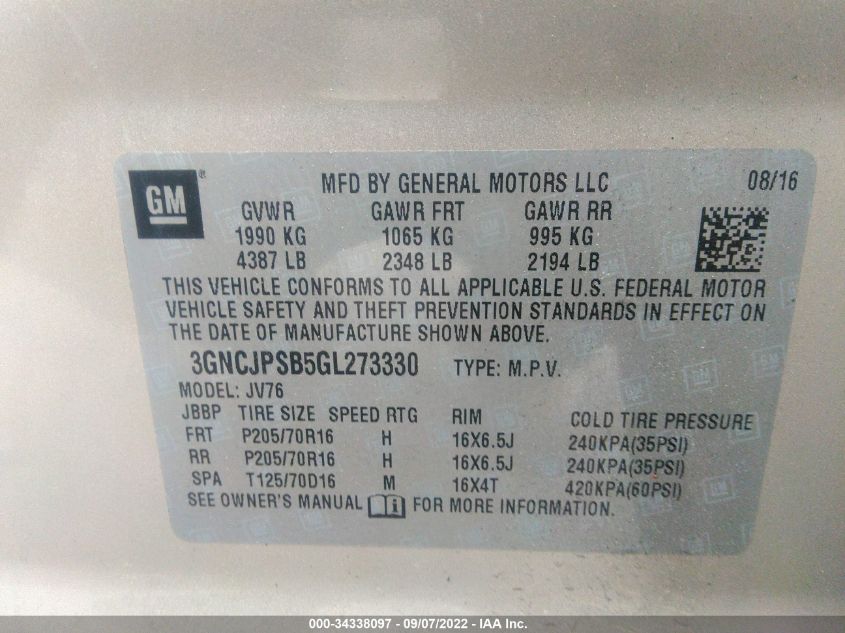 GM ®
MFD BY GENERAL MOTORS LLC 08/16
GVWR GAWR FRT GAWR RR
1990 KG 1065 KG 995 KG
4387 LB 2348 LB 2194 LB
THIS VEHICLE CONFORMS TO ALL APPLICABLE U.S. FEDERAL MOTOR
VEHICLE SAFETY AND THEFT PREVENTION STANDARDS IN EFFECT ON
THE DATE OF MANUFACTURE SHOWN ABOVE.
3GNCJPSB5GL273330 TYPE: M.P.V.
MODEL: JV76
JBBP TIRE SIZE SPEED RTG RIM COLD TIRE PRESSURE
FRT P205/70R16 H 16X6.5J 240KPA(35PSI)
RR P205/70R16 H 16X6.5J 240KPA(35PSI)
SPA T125/70D16 M 16X4T 420KPA(60PSI)
SEE OWNER'S MANUAL FOR MORE INFORMATION.
000-34338097 - 09/07/2022 - IAA Inc.